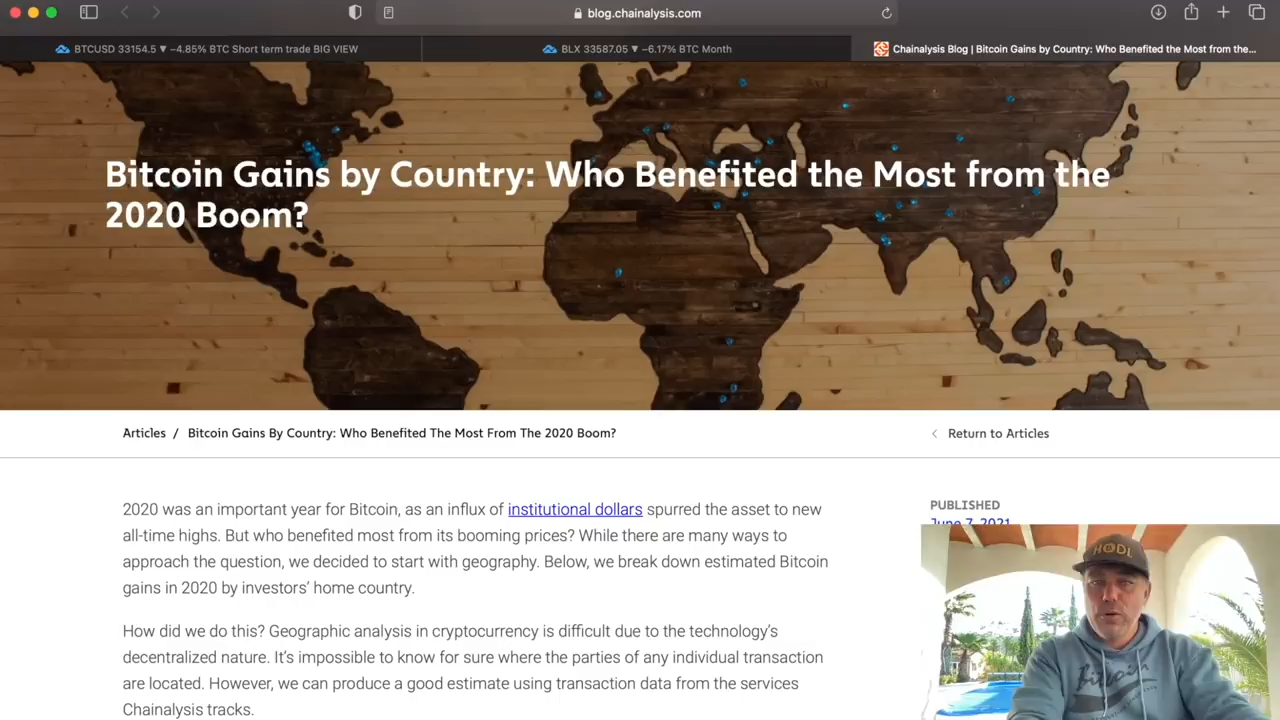 blog.chainalysis.com
BTCUSD 33154.5 ▼ −4.85% BTC Short term trade BIG VIEW
BLX 33587.05 ▼ −6.17% BTC Month
Chainalysis Blog | Bitcoin Gains by Country: Who Benefited the Most from the...
Bitcoin Gains by Country: Who Benefited the Most from the
2020 Boom?
Articles / Bitcoin Gains By Country: Who Benefited The Most From The 2020 Boom?
Return to Articles
2020 was an important year for Bitcoin, as an influx of institutional dollars spurred the asset to new
all-time highs. But who benefited most from its booming prices? While there are many ways to
approach the question, we decided to start with geography. Below, we break down estimated Bitcoin
gains in 2020 by investors’ home country.
How did we do this? Geographic analysis in cryptocurrency is difficult due to the technology’s
decentralized nature. It’s impossible to know for sure where the parties of any individual transaction
are located. However, we can produce a good estimate using transaction data from the services
Chainalysis tracks.
PUBLISHED
June 7, 2021
HODL
Bitcoin